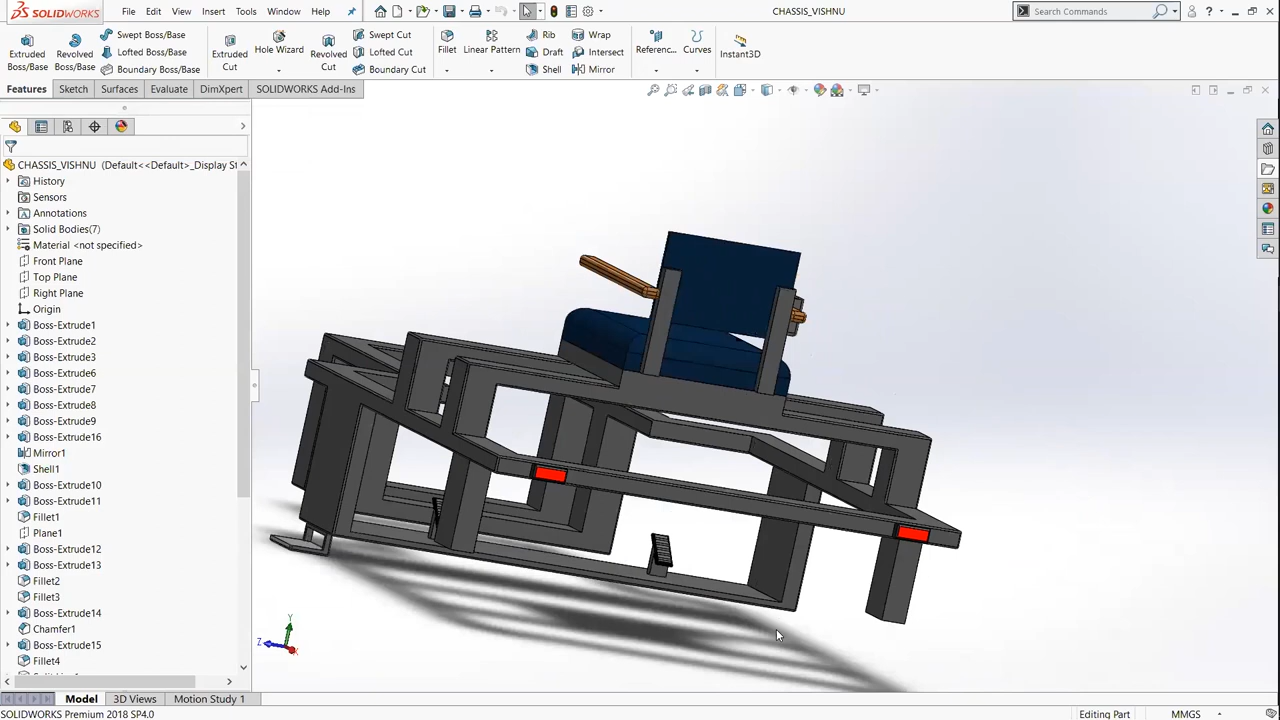 SOLIDWORKS File Edit View Insert Tools Window Help CHASSIS_VISHNU Search Commands ?
Extruded Boss/Base Revolved Boss/Base Swept Boss/Base Lofted Boss/Base Boundary Boss/Base Extruded Cut Hole Wizard Revolved Cut Swept Cut Lofted Cut Boundary Cut Fillet Linear Pattern Rib Draft Shell Wrap Intersect Mirror Referenc... Curves Instant3D
Features Sketch Surfaces Evaluate DimXpert SOLIDWORKS Add-Ins
CHASSIS_VISHNU (Default<<Default>_Display St
History
Sensors
Annotations
Solid Bodies(7)
Material <not specified>
Front Plane
Top Plane
Right Plane
Origin
Boss-Extrude1
Boss-Extrude2
Boss-Extrude3
Boss-Extrude6
Boss-Extrude7
Boss-Extrude8
Boss-Extrude9
Boss-Extrude16
Mirror1
Shell1
Boss-Extrude10
Boss-Extrude11
Fillet1
Plane1
Boss-Extrude12
Boss-Extrude13
Fillet2
Fillet3
Boss-Extrude14
Chamfer1
Boss-Extrude15
Fillet4
Y
Z
X
Model 3D Views Motion Study 1
SOLIDWORKS Premium 2018 SP4.0 Editing Part MMGS